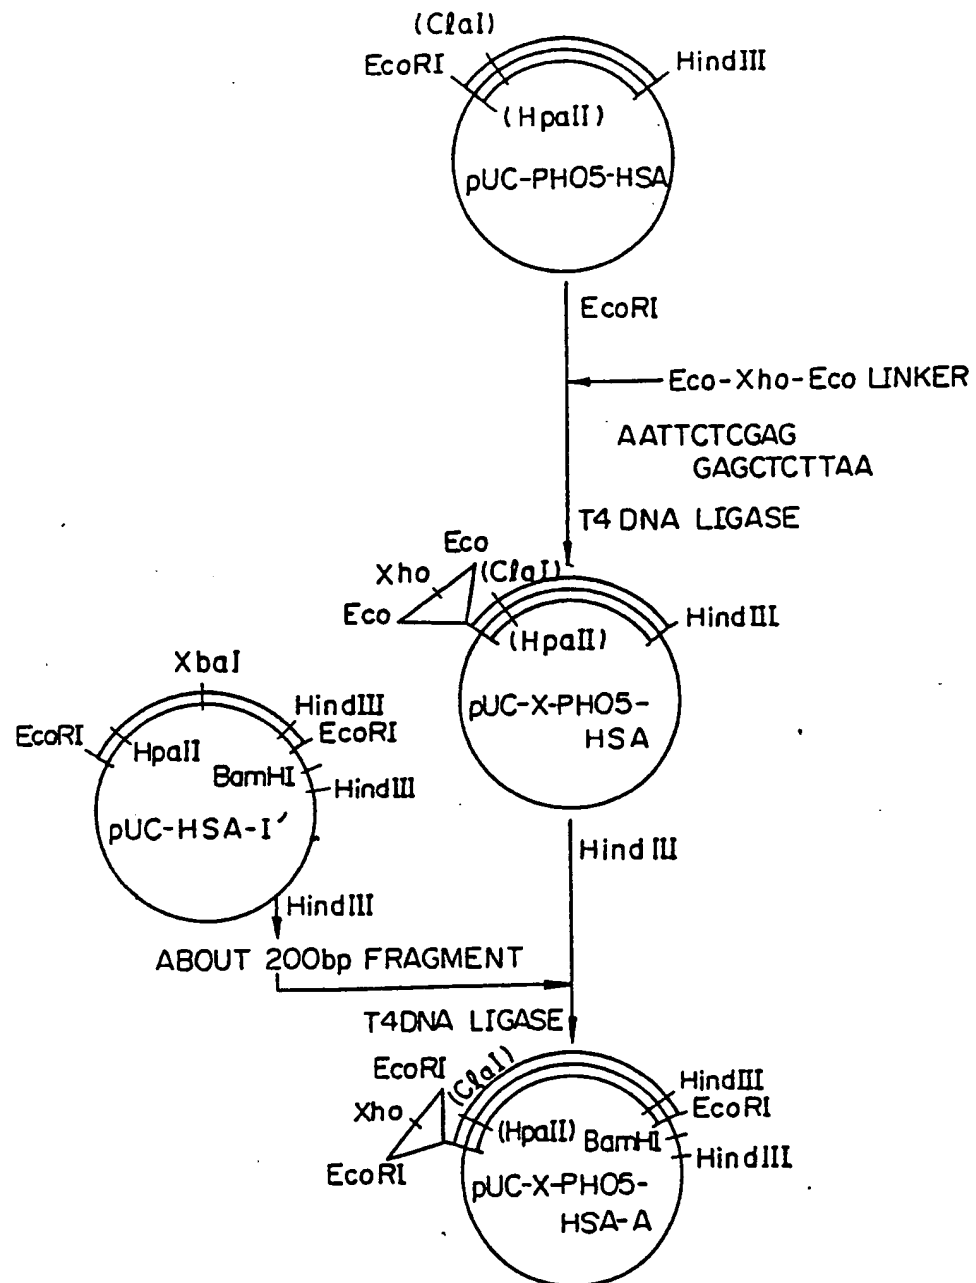 (ClaI)
EcoRI
HindIII
(HpaII)
pUC-PHO5-HSA
EcoRI
Eco-Xho-Eco LINKER
AATTCTCGAG
GAGCTCTTAA
T4 DNA LIGASE
Eco
Xho
(ClaI)
Eco
HindIII
(HpaII)
pUC-X-PHO5-
HSA
XbaI
HindIII
EcoRI
EcoRI
HpaII
BamHI
HindIII
pUC-HSA-I'
HindIII
HindIII
ABOUT 200bp FRAGMENT
T4DNA LIGASE
EcoRI
(ClaI)
Xho
HindIII
EcoRI
(HpaII)
BamHI
HindIII
EcoRI
pUC-X-PHO5-
HSA-A